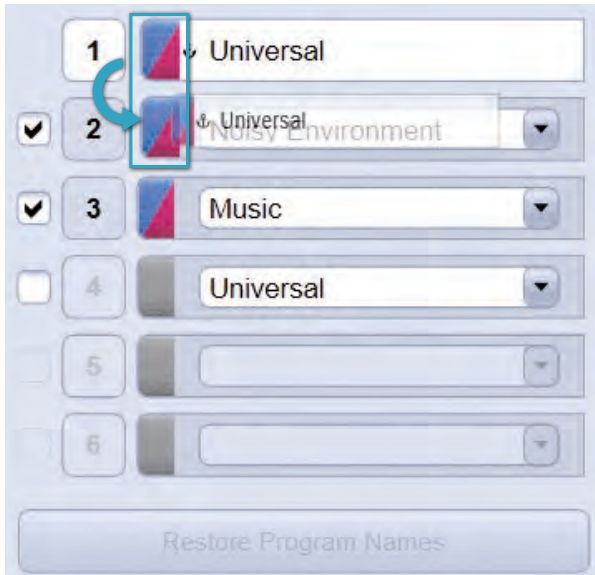 1 Universal
2 Noisy Environment
Universal
3 Music
4 Universal
5
6
Restore Program Names